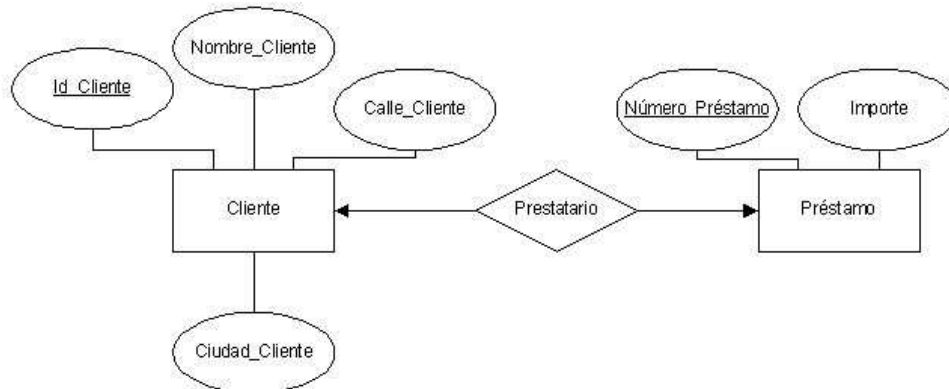 Nombre_Cliente
Id_Cliente
Calle_Cliente
Número_Préstamo
Importe
Cliente
Prestatario
Préstamo
Ciudad_Cliente